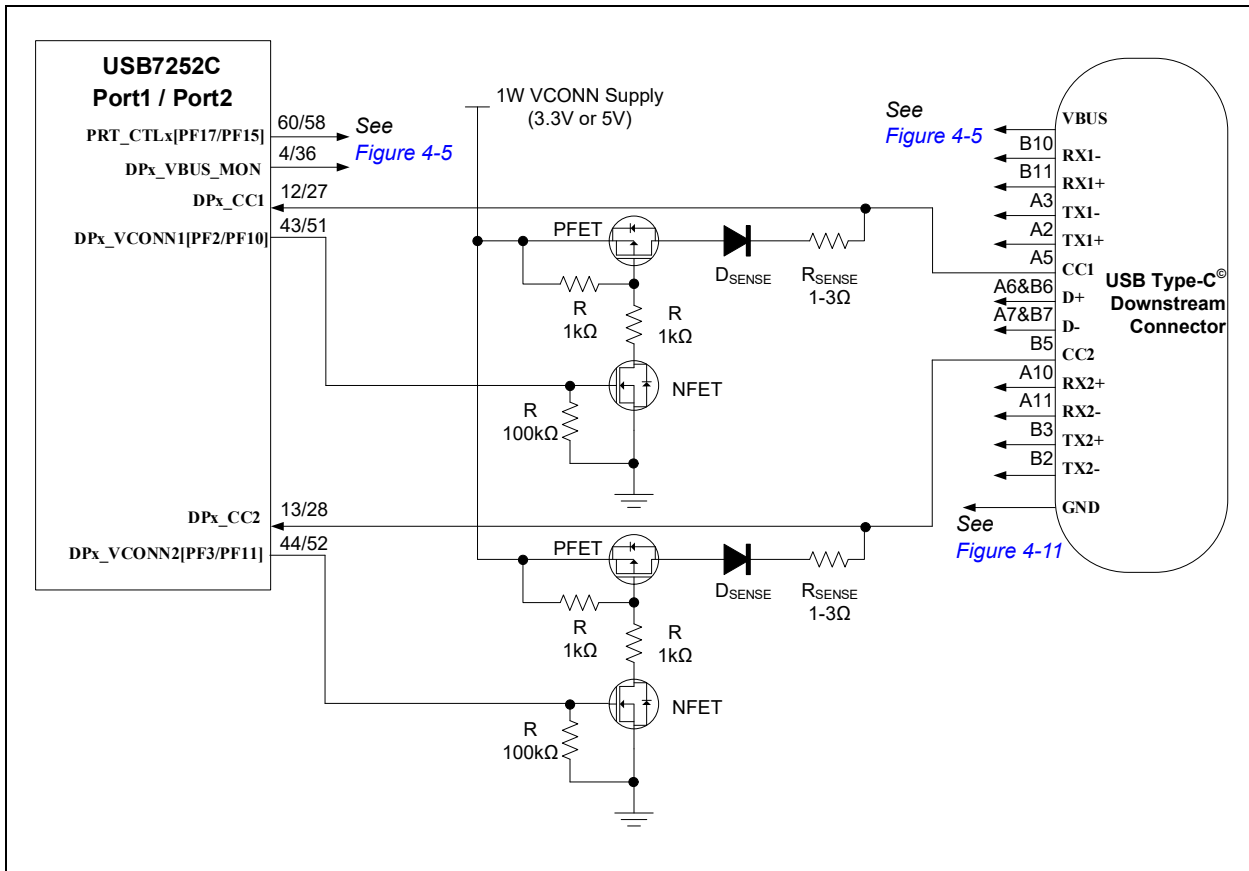 USB7252C
Port1 / Port2
PRT_CTLx[PF17/PF15]
60/58
See
Figure 4-5
DPx_VBUS_MON
4/36
DPx_CC1
12/27
DPx_VCONN1[PF2/PF10]
43/51
1W VCONN Supply
(3.3V or 5V)
PFET
DSENSE
RSENSE
1-3Ω
R
1kΩ
R
1kΩ
NFET
R
100kΩ
DPx_CC2
13/28
DPx_VCONN2[PF3/PF11]
44/52
PFET
DSENSE
RSENSE
1-3Ω
R
1kΩ
R
1kΩ
NFET
R
100kΩ
See
Figure 4-5
VBUS
B10
RX1-
B11
RX1+
A3
TX1-
A2
TX1+
A5
CC1
A6&B6
D+
A7&B7
D-
B5
CC2
A10
RX2+
A11
RX2-
B3
TX2+
B2
TX2-
GND
See
Figure 4-11
USB Type-C©
Downstream
Connector